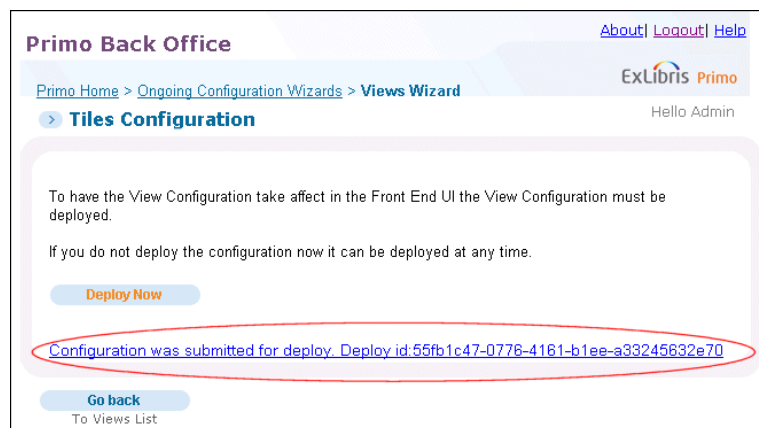 Primo Back Office
About| Logout| Help
ExLibris Primo
Primo Home > Ongoing Configuration Wizards > Views Wizard
Hello Admin
Tiles Configuration
To have the View Configuration take affect in the Front End UI the View Configuration must be
deployed.
If you do not deploy the configuration now it can be deployed at any time.
Deploy Now
Configuration was submitted for deploy. Deploy id:55fb1c47-0776-4161-b1ee-a33245632e70
Go back
To Views List